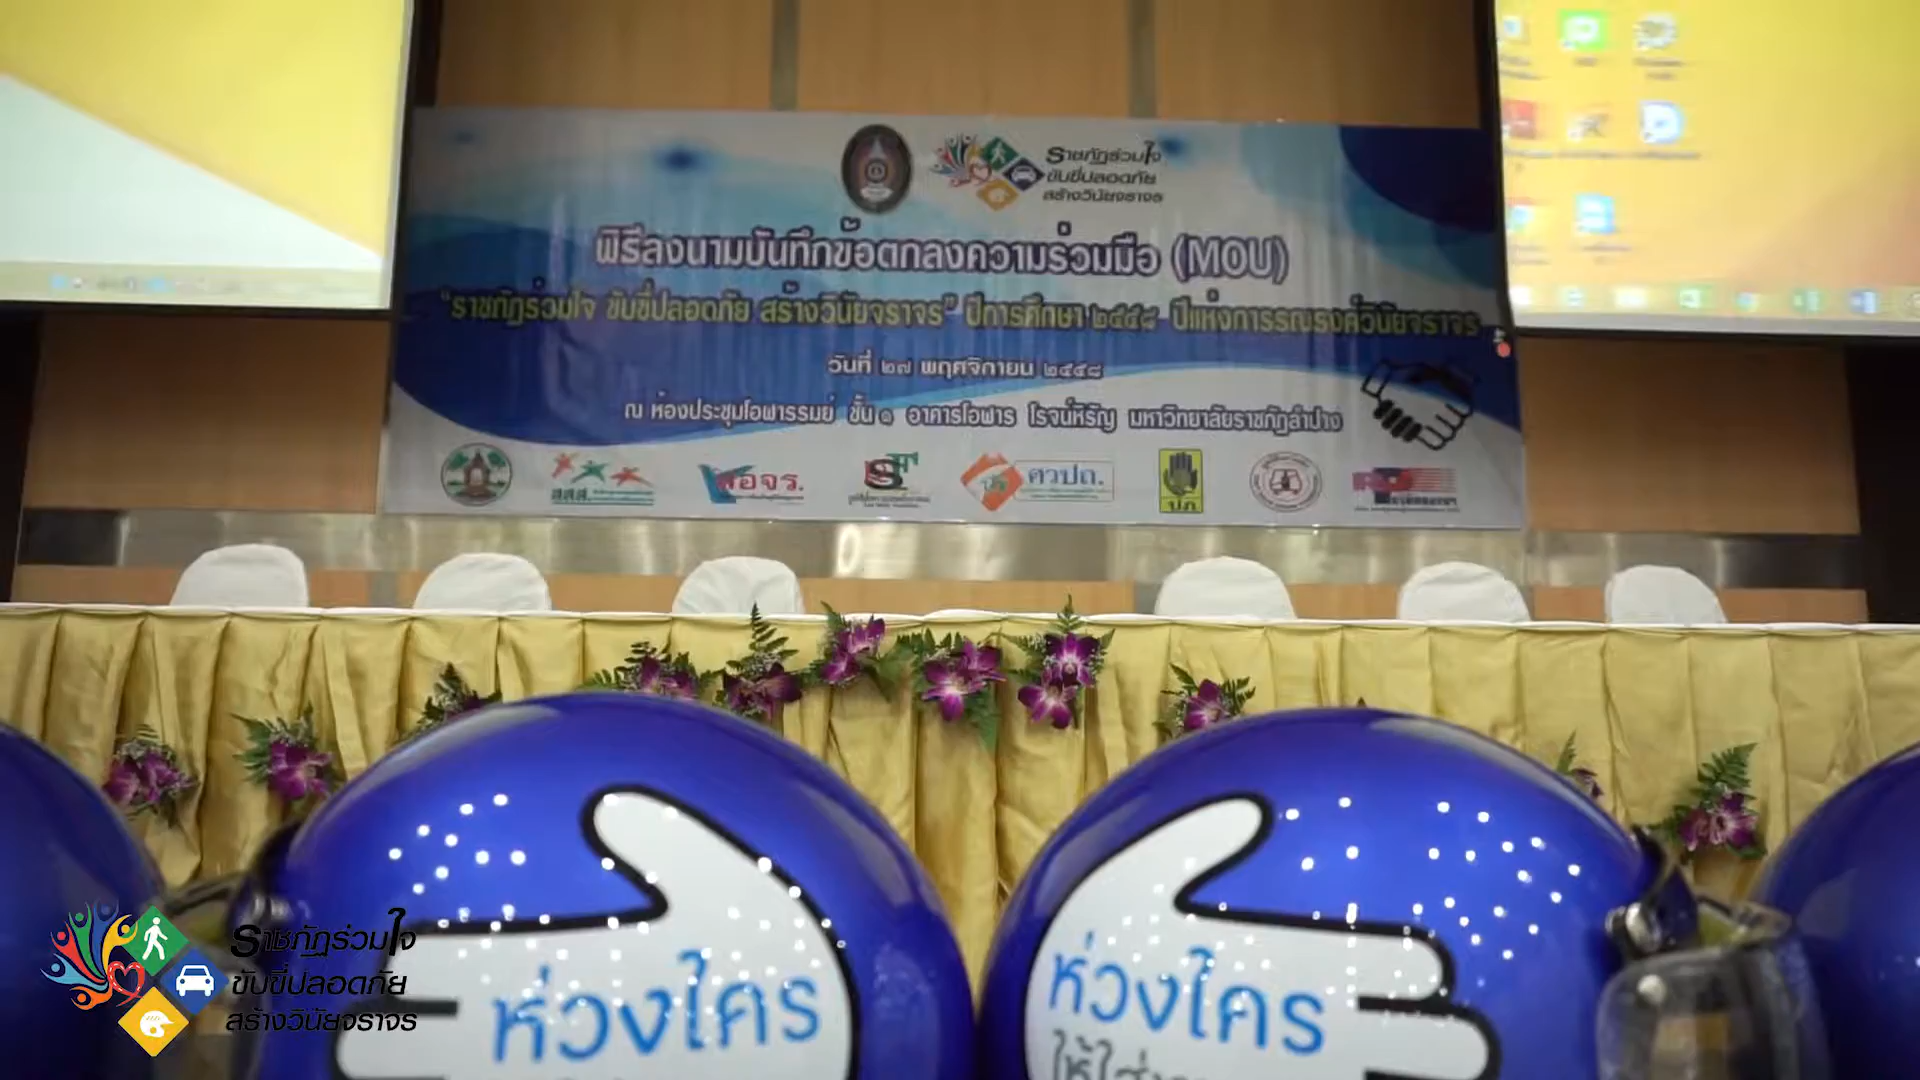 ราชภัฏร่วมใจ
ขับขี่ปลอดภัย
สร้างวินัยจราจร
พิธีลงนามบันทึกข้อตกลงความร่วมมือ (MOU)
"ราชภัฏร่วมใจ ขับขี่ปลอดภัย สร้างวินัยจราจร" ปีการศึกษา ๒๕๕๘ ปีแห่งการรณรงค์วินัยจราจร
วันที่ ๒๗ พฤศจิกายน ๒๕๕๘
ณ ห้องประชุมโอฬารรมย์ ชั้น ๑ อาคารโอฬาร โรจน์หิรัญ มหาวิทยาลัยราชภัฏลำปาง
สสส
สอจร.
ศวปถ.
ปภ
ห่วงใคร
ห่วงใคร
ราชภัฏร่วมใจ
ขับขี่ปลอดภัย
สร้างวินัยจราจร